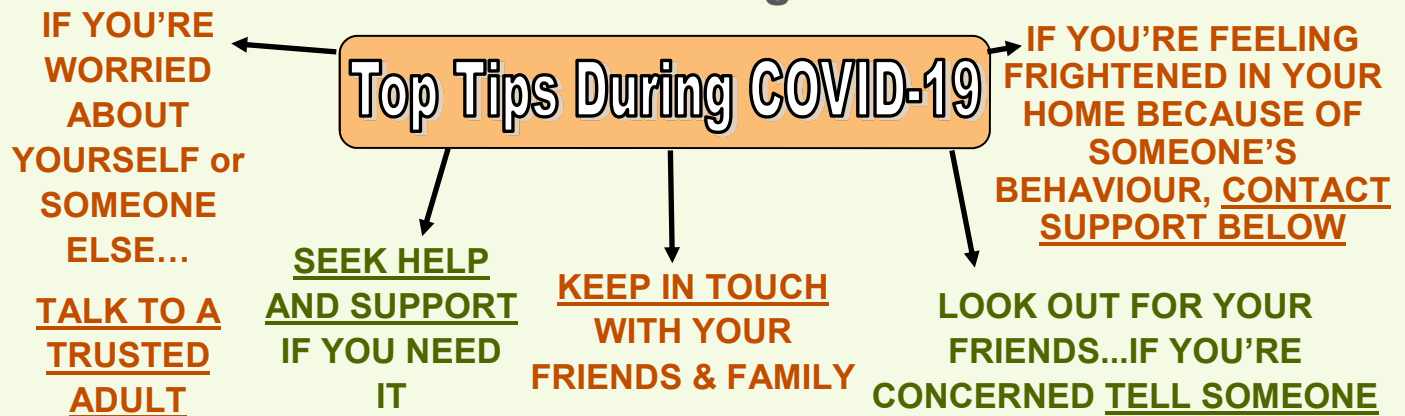 Top Tips During COVID-19
IF YOU'RE
WORRIED
ABOUT
YOURSELF or
SOMEONE
ELSE…
TALK TO A
TRUSTED
ADULT
SEEK HELP
AND SUPPORT
IF YOU NEED
IT
KEEP IN TOUCH
WITH YOUR
FRIENDS & FAMILY
LOOK OUT FOR YOUR
FRIENDS...IF YOU'RE
CONCERNED TELL SOMEONE
IF YOU'RE FEELING
FRIGHTENED IN YOUR
HOME BECAUSE OF
SOMEONE'S
BEHAVIOUR, CONTACT
SUPPORT BELOW